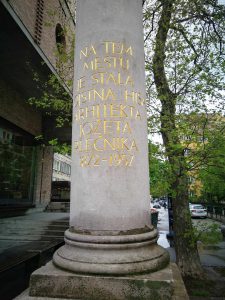 NA TEM
MESTU
JE STALA
ROJSTNA HIŠA
ARHITEKTA
JOŽETA
PLEČNIKA
1872-1957